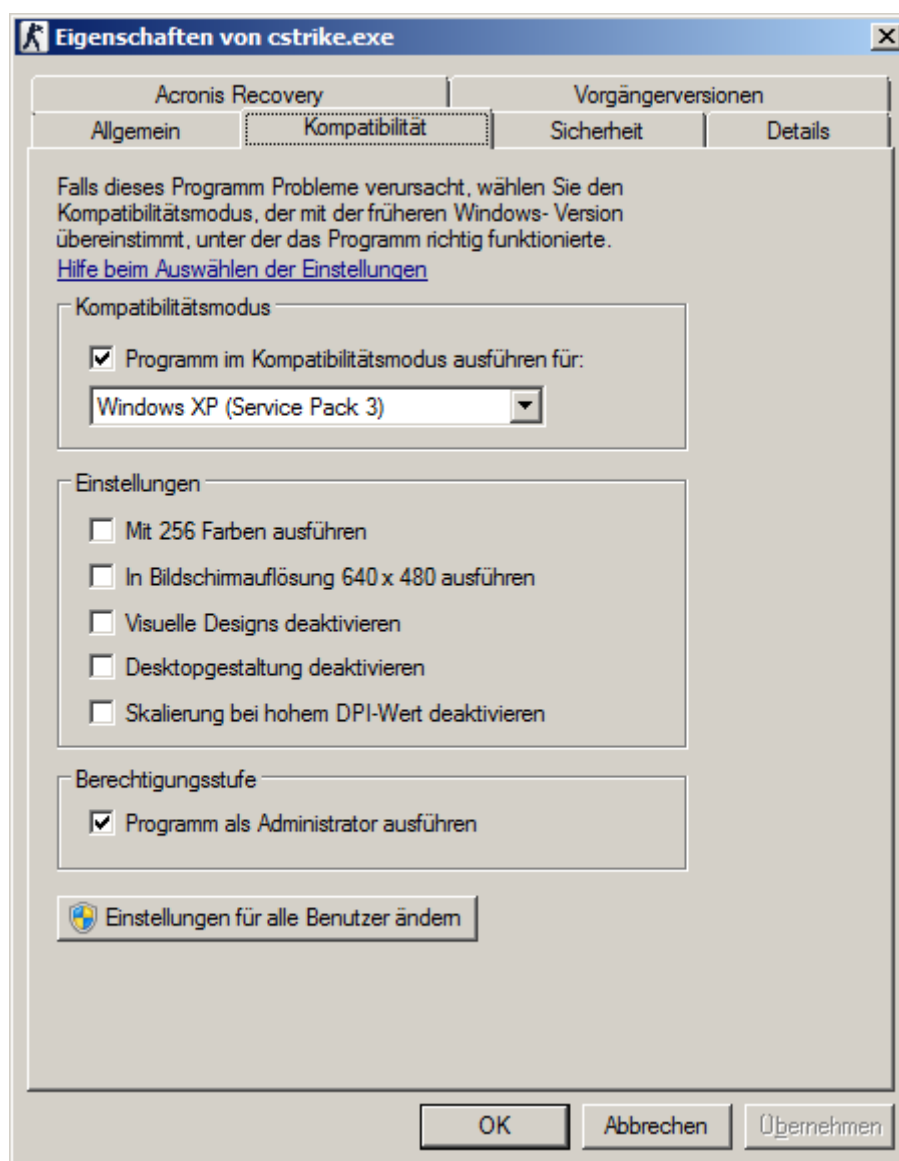 Eigenschaften von cstrike.exe
Acronis Recovery
Vorgängerversionen
Allgemein
Kompatibilität
Sicherheit
Details
Falls dieses Programm Probleme verursacht, wählen Sie den
Kompatibilitätsmodus, der mit der früheren Windows- Version
übereinstimmt, unter der das Programm richtig funktionierte.
Hilfe beim Auswählen der Einstellungen
Kompatibilitätsmodus
Programm im Kompatibilitätsmodus ausführen für:
Windows XP (Service Pack 3)
Einstellungen
Mit 256 Farben ausführen
In Bildschirmauflösung 640 x 480 ausführen
Visuelle Designs deaktivieren
Desktopgestaltung deaktivieren
Skalierung bei hohem DPI-Wert deaktivieren
Berechtigungsstufe
Programm als Administrator ausführen
Einstellungen für alle Benutzer ändern
OK
Abbrechen
Übernehmen